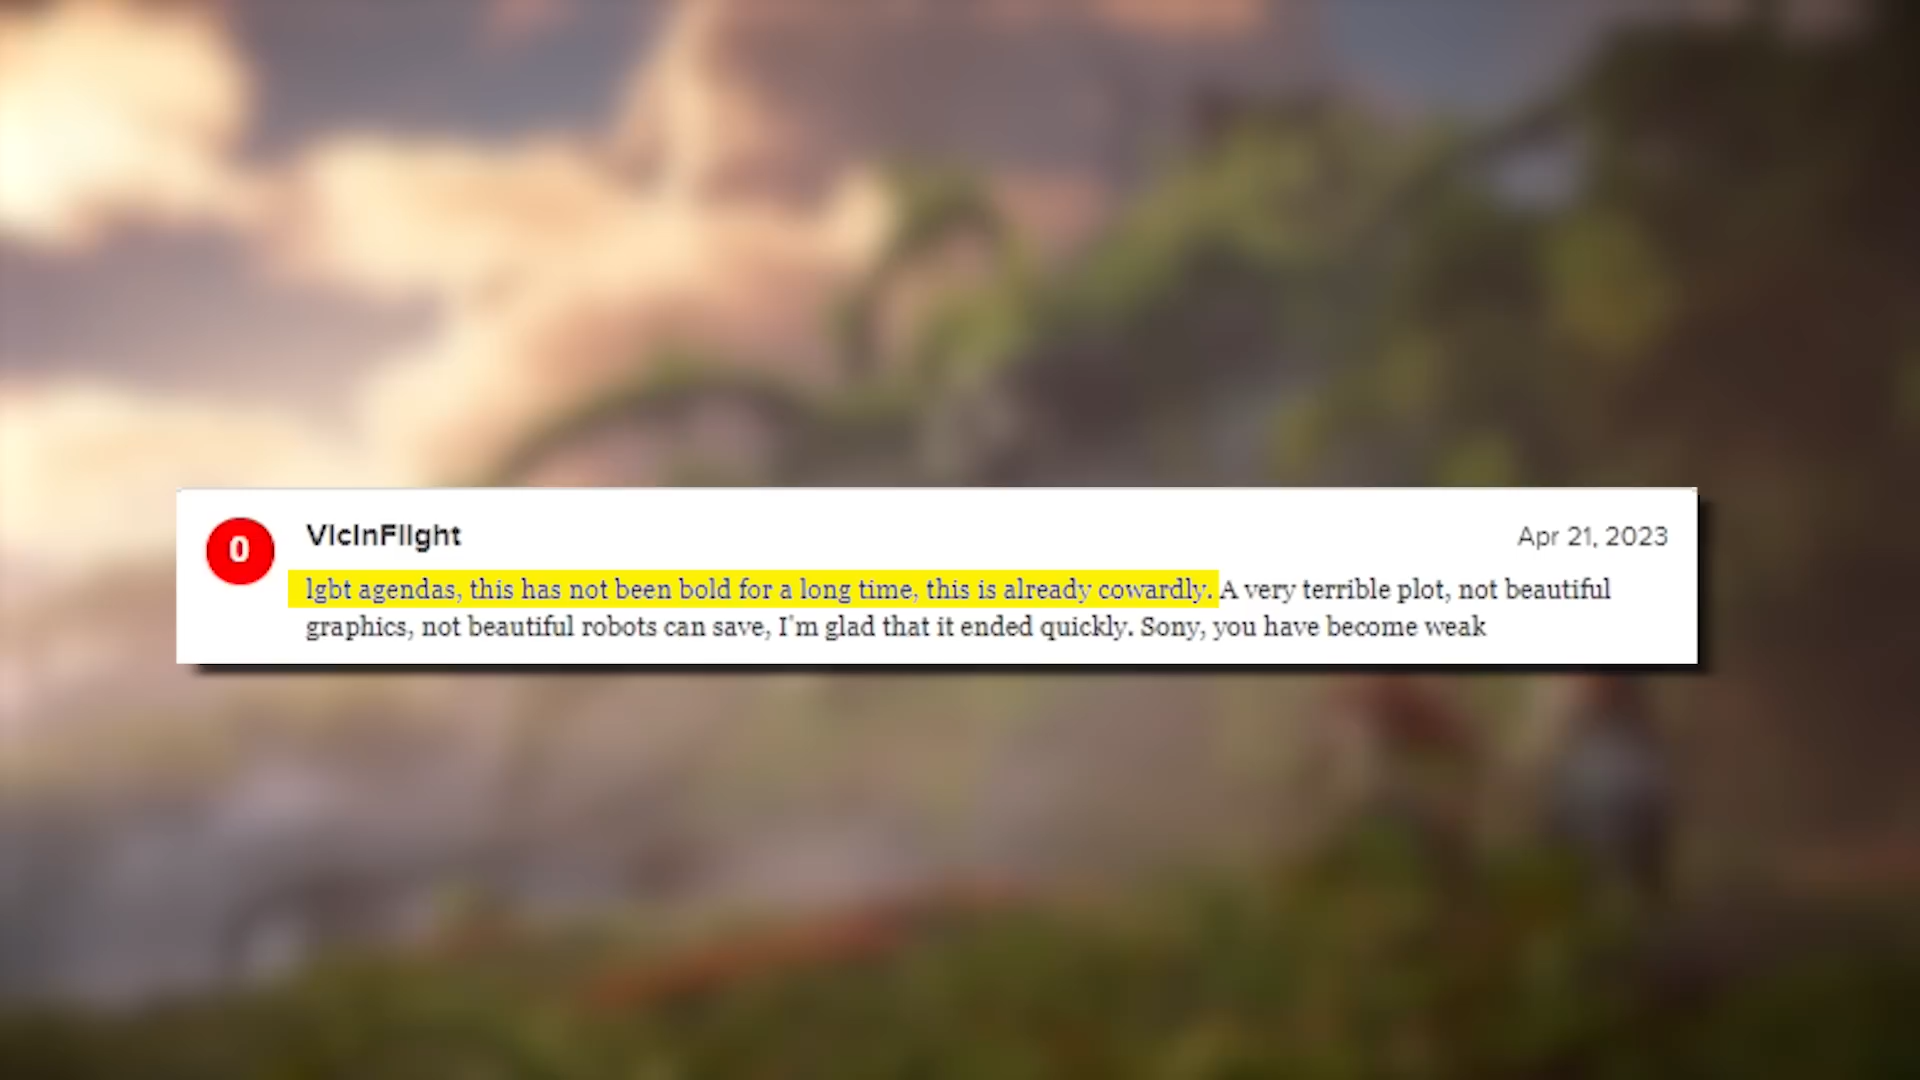 0
VicInFlight
Apr 21, 2023
lgbt agendas, this has not been bold for a long time, this is already cowardly. A very terrible plot, not beautiful
graphics, not beautiful robots can save, I'm glad that it ended quickly. Sony, you have become weak